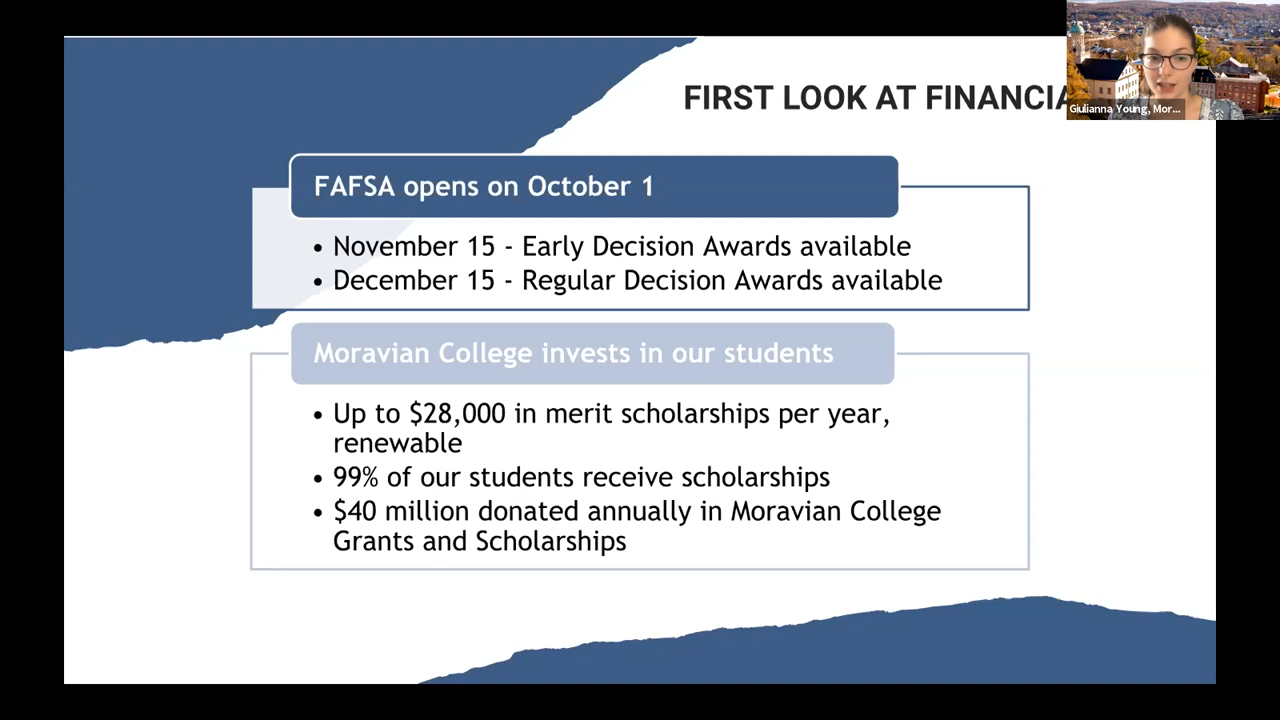 FIRST LOOK AT FINANCIA
Giulianna Young, Mor...
FAFSA opens on October 1
• November 15 - Early Decision Awards available
• December 15 - Regular Decision Awards available
Moravian College invests in our students
• Up to $28,000 in merit scholarships per year,
renewable
• 99% of our students receive scholarships
• $40 million donated annually in Moravian College
Grants and Scholarships